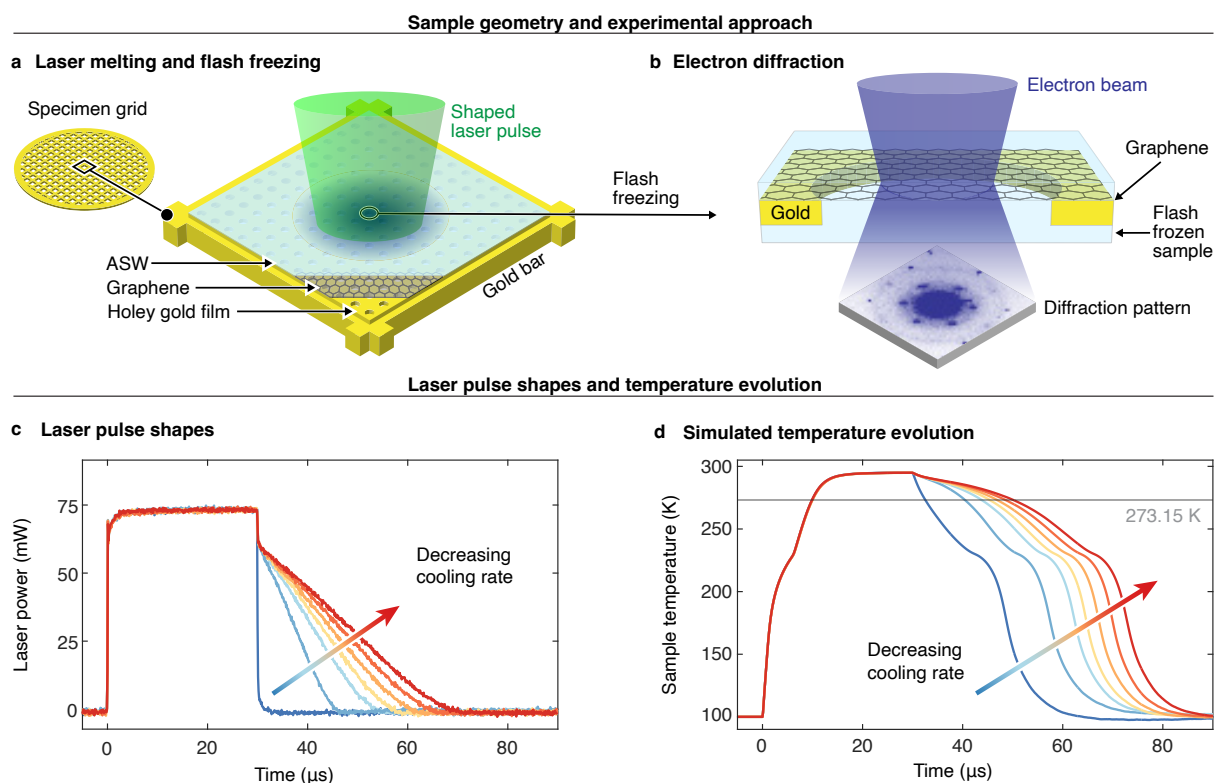 Sample geometry and experimental approach
a Laser melting and flash freezing
Specimen grid
Shaped
laser pulse
Flash
freezing
ASW
Graphene
Holey gold film
Gold bar
b Electron diffraction
Electron beam
Graphene
Gold
Flash
frozen
sample
Diffraction pattern
Laser pulse shapes and temperature evolution
c Laser pulse shapes
Laser power (mW)
75
50
25
0
Decreasing
cooling rate
0 20 40 60 80
Time (μs)
d Simulated temperature evolution
Sample temperature (K)
300
250
200
150
100
273.15 K
Decreasing
cooling rate
0 20 40 60 80
Time (μs)